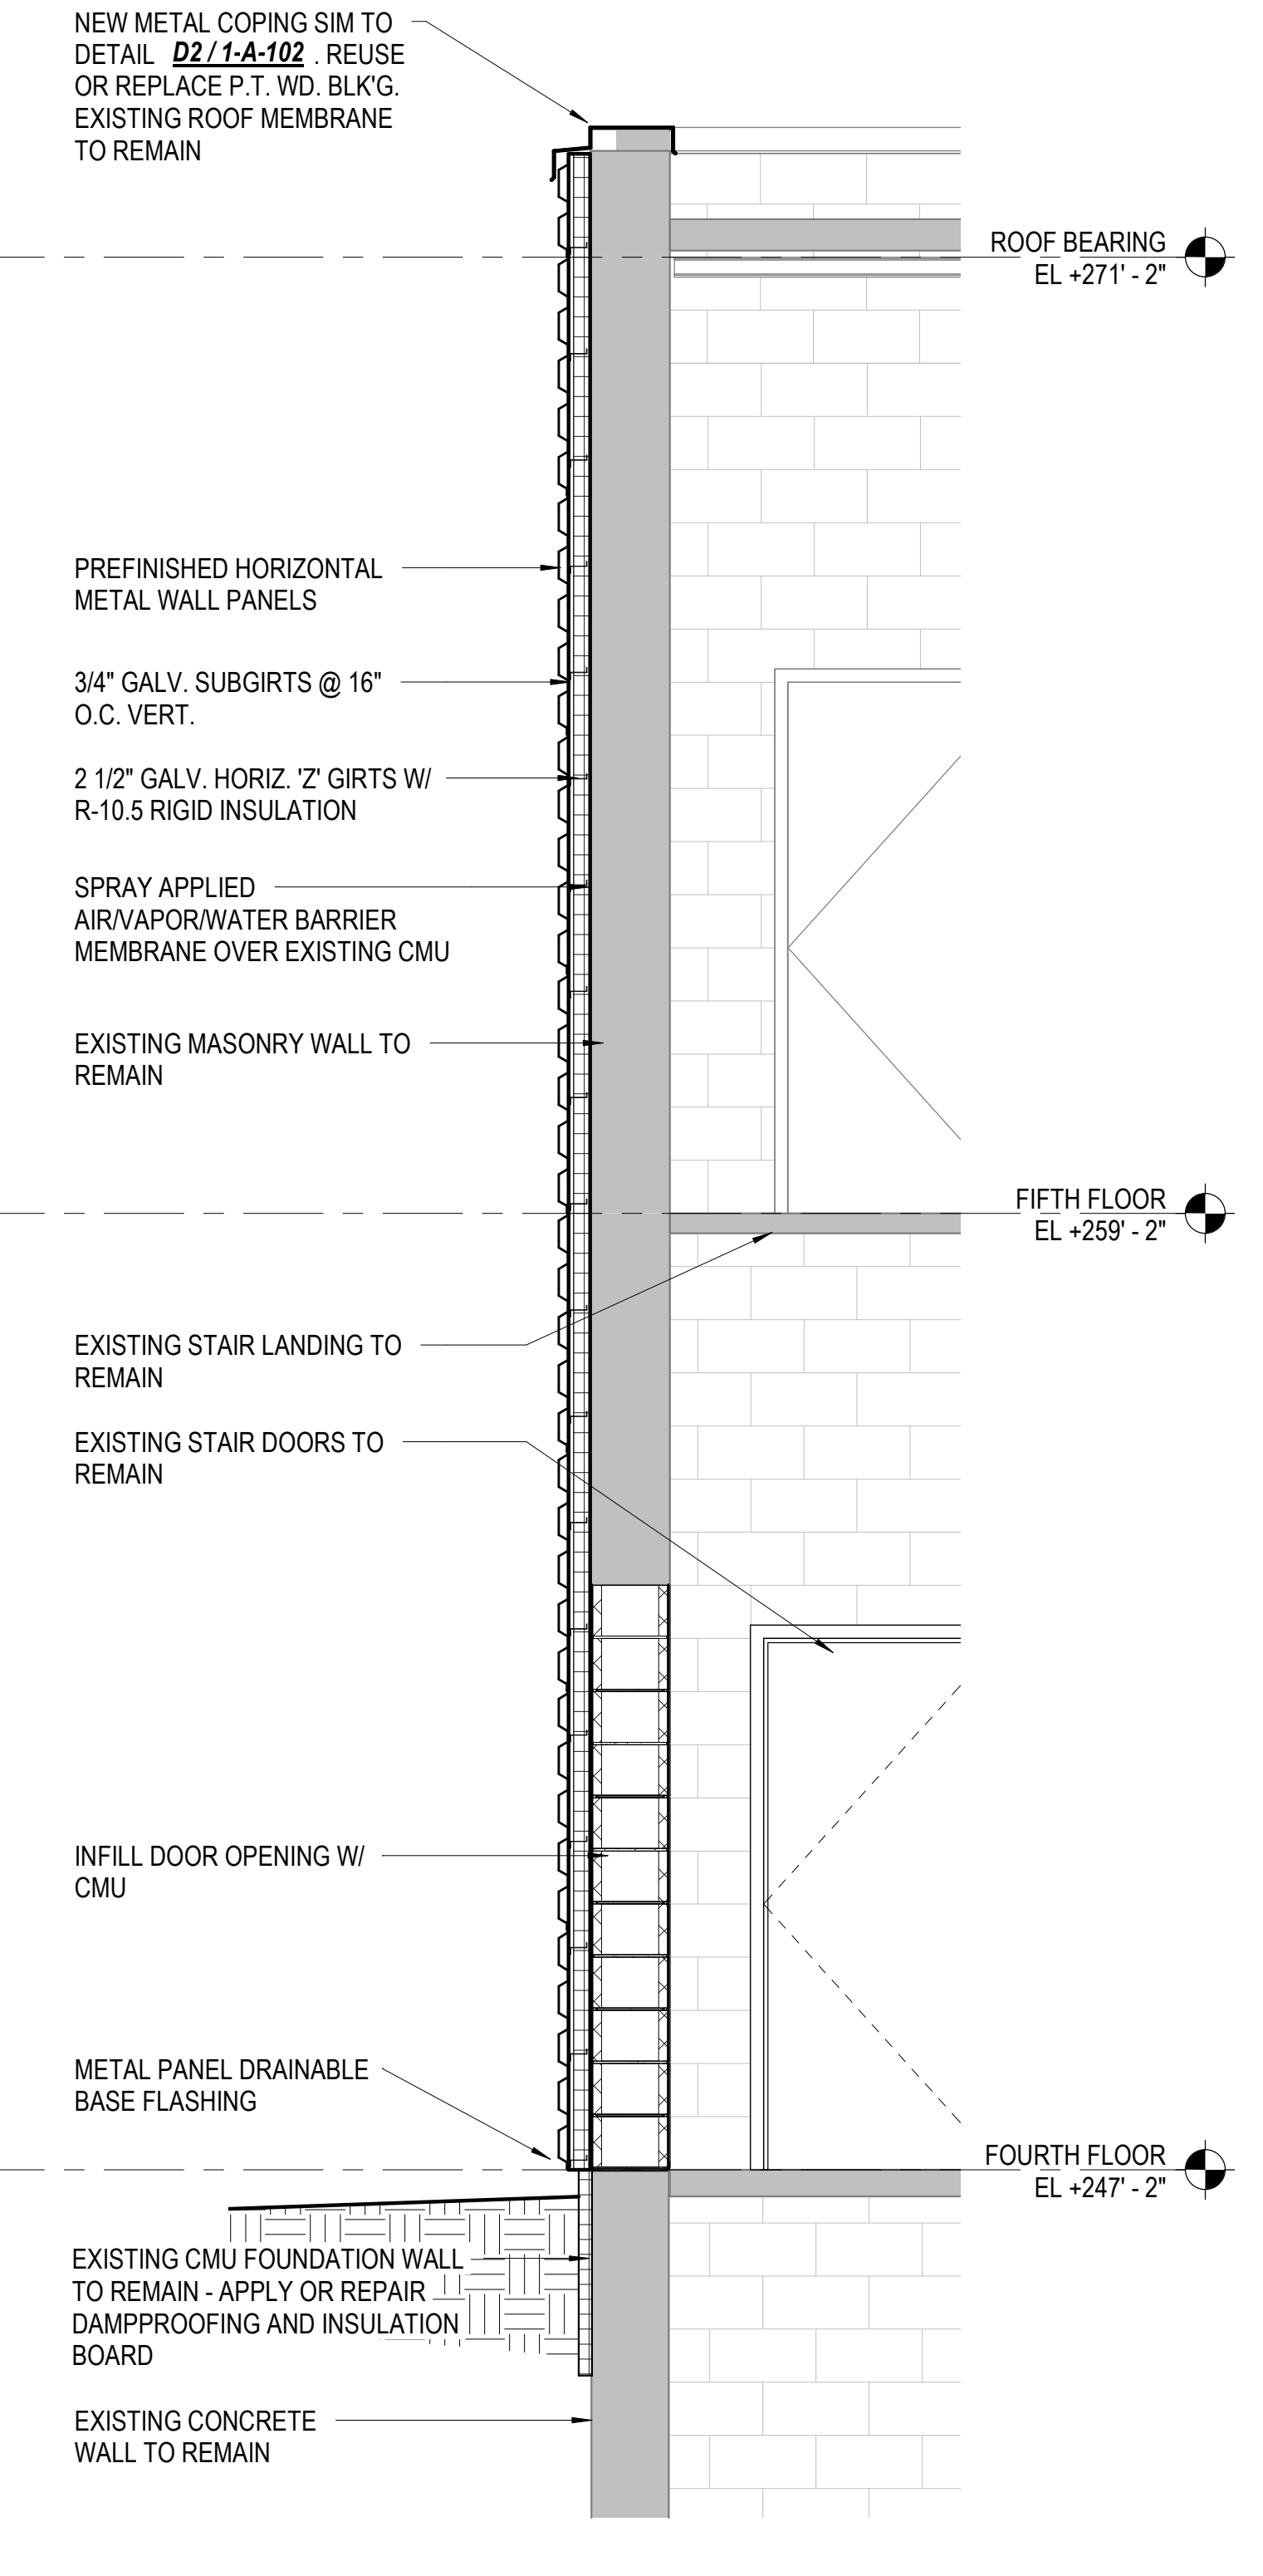 NEW METAL COPING SIM TO
DETAIL D2 / 1-A-102 . REUSE
OR REPLACE P.T. WD. BLK'G.
EXISTING ROOF MEMBRANE
TO REMAIN
ROOF BEARING
EL +271' - 2"
PREFINISHED HORIZONTAL
METAL WALL PANELS
3/4" GALV. SUBGIRTS @ 16"
O.C. VERT.
2 1/2" GALV. HORIZ. 'Z' GIRTS W/
R-10.5 RIGID INSULATION
SPRAY APPLIED
AIR/VAPOR/WATER BARRIER
MEMBRANE OVER EXISTING CMU
EXISTING MASONRY WALL TO
REMAIN
FIFTH FLOOR
EL +259' - 2"
EXISTING STAIR LANDING TO
REMAIN
EXISTING STAIR DOORS TO
REMAIN
INFILL DOOR OPENING W/
CMU
METAL PANEL DRAINABLE
BASE FLASHING
FOURTH FLOOR
EL +247' - 2"
EXISTING CMU FOUNDATION WALL
TO REMAIN - APPLY OR REPAIR
DAMPPROOFING AND INSULATION
BOARD
EXISTING CONCRETE
WALL TO REMAIN